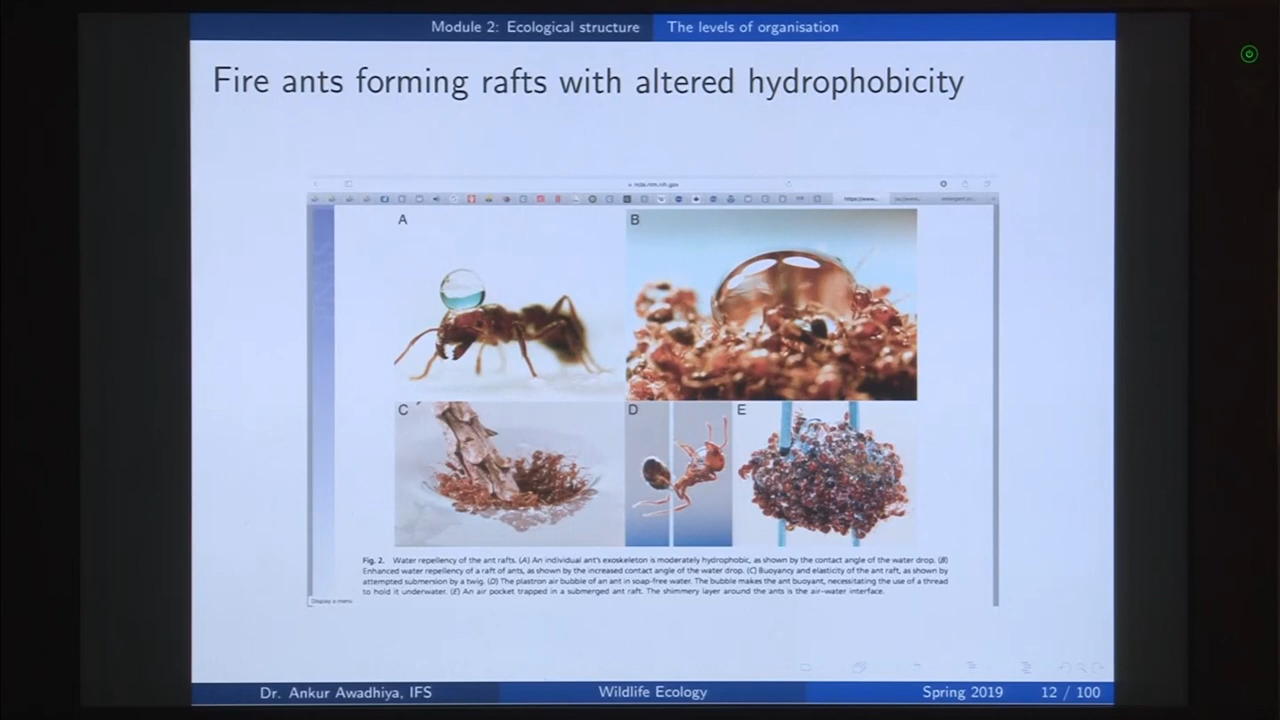 Module 2: Ecological structure
The levels of organisation
Fire ants forming rafts with altered hydrophobicity
A
B
C
D
E
Fig. 2. Water repellency of the ant rafts. (A) An individual ant's exoskeleton is moderately hydrophobic, as shown by the contact angle of the water drop. (B)
Enhanced water repellency of a raft of ants, as shown by the increased contact angle of the water drop. (C) Buoyancy and elasticity of the ant raft, as shown by
attempted submersion by a twig. (D) The plastron air bubble of an ant in soap-free water. The bubble makes the ant buoyant, necessitating the use of a thread
to hold it underwater. (E) An air pocket trapped in a submerged ant raft. The shimmery layer around the ants is the air-water interface.
Display a menu
Dr. Ankur Awadhiya, IFS
Wildlife Ecology
Spring 2019
12 / 100